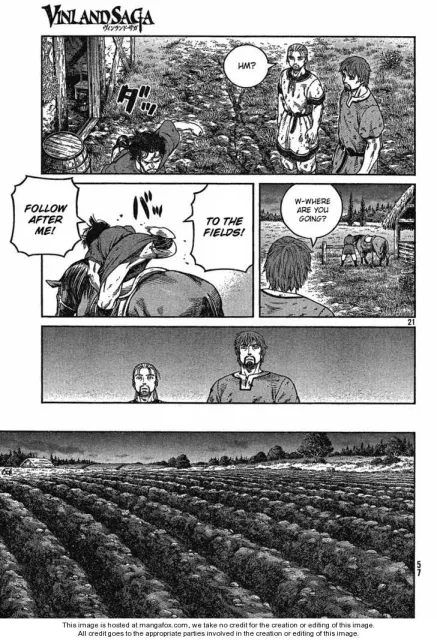 VINLAND SAGA
ヴィンランド・サガ
HM?
ダッ
FOLLOW
AFTER
ME!
バッ
TO THE
FIELDS!
W-WHERE
ARE YOU
GOING?
21
57
This image is hosted at mangafox.com, we take no credit for the creation or editing of this image.
All credit goes to the appropriate parties involved in the creation or editing of this image.